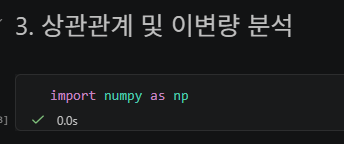 3. 상관관계 및 이변량 분석
import numpy as np
]
0.0s